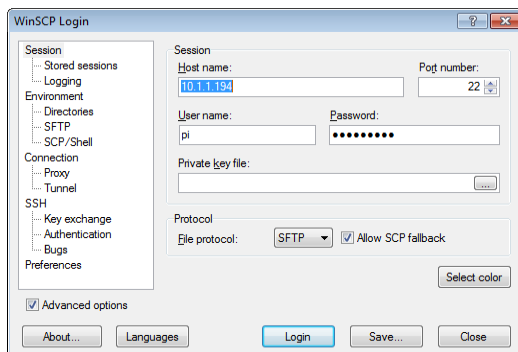 WinSCP Login
Session
Stored sessions
Logging
Environment
Directories
SFTP
SCP/Shell
Connection
Proxy
Tunnel
SSH
Key exchange
Authentication
Bugs
Preferences
Advanced options
Session
Host name: Port number:
10.1.1.194 22
User name: Password:
pi •••••••••
Private key file:
...
Protocol
File protocol: SFTP Allow SCP fallback
Select color
About... Languages Login Save... Close